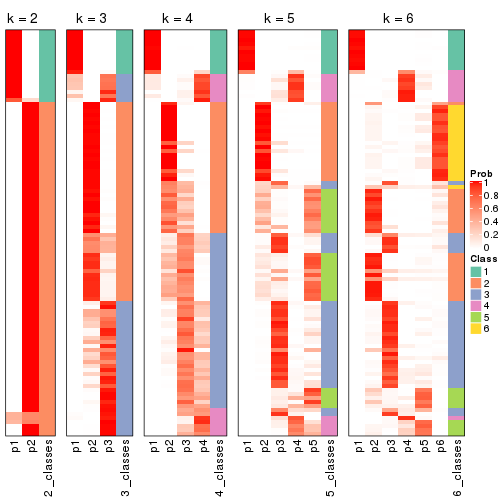 k = 2
k = 3
k = 4
k = 5
k = 6
p1
p2
2_classes
p1
p2
p3
3_classes
p1
p2
p3
p4
4_classes
p1
p2
p3
p4
p5
5_classes
p1
p2
p3
p4
p5
p6
6_classes
Prob
1
0.8
0.6
0.4
0.2
0
Class
1
2
3
4
5
6